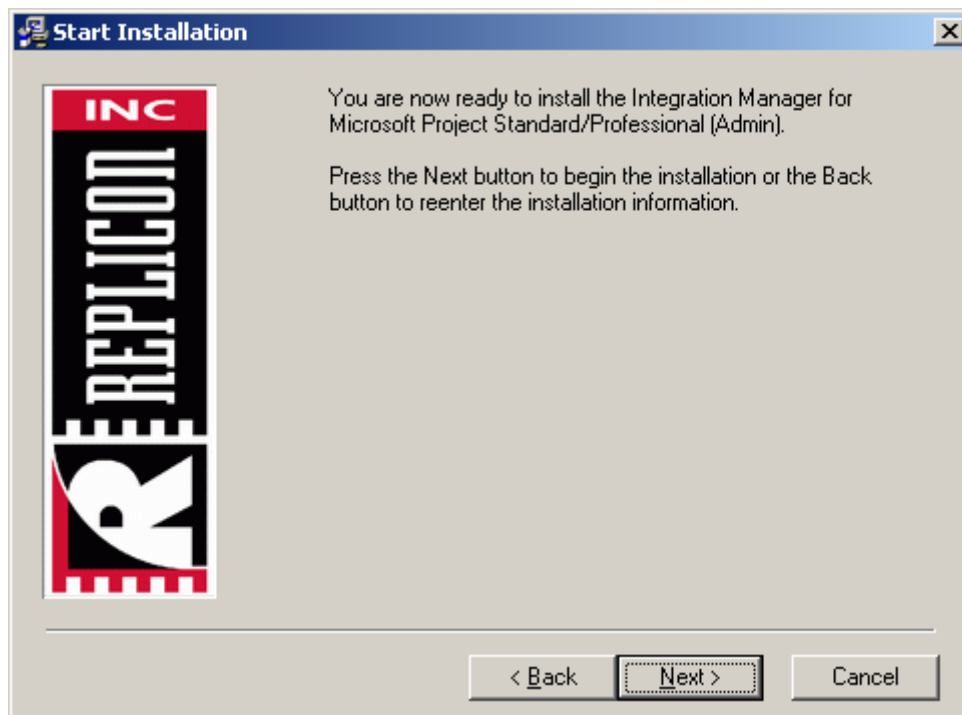 Start Installation
INC
REPLICON
R
You are now ready to install the Integration Manager for
Microsoft Project Standard/Professional (Admin).
Press the Next button to begin the installation or the Back
button to reenter the installation information.
< Back
Next >
Cancel